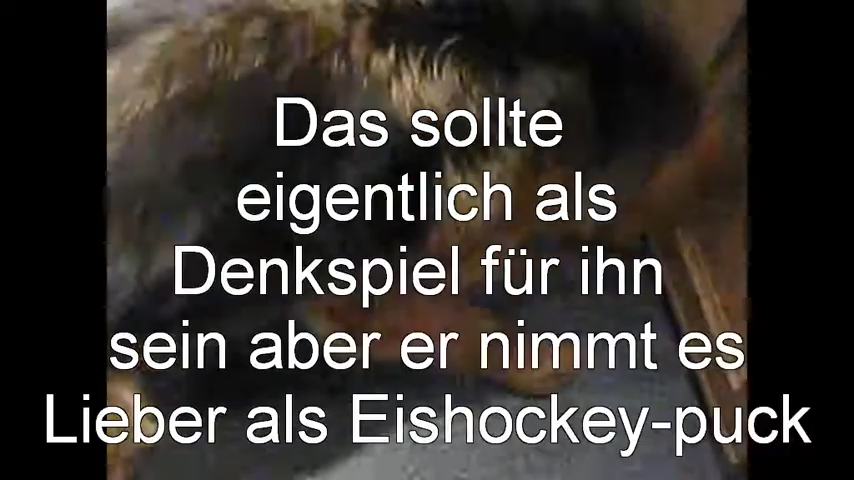 Das sollte
eigentlich als
Denkspiel für ihn
sein aber er nimmt es
Lieber als Eishockey-puck